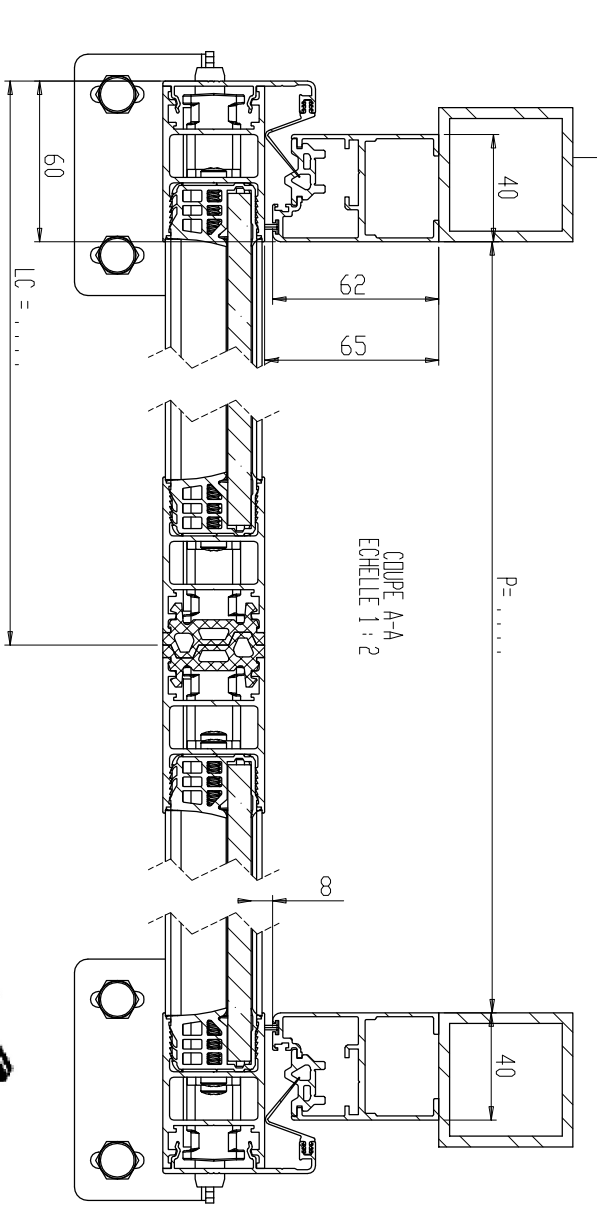 40
60
62
LC = .....
65
COUPE A-A
ECHELLE 1 : 2
P= .....
8
40